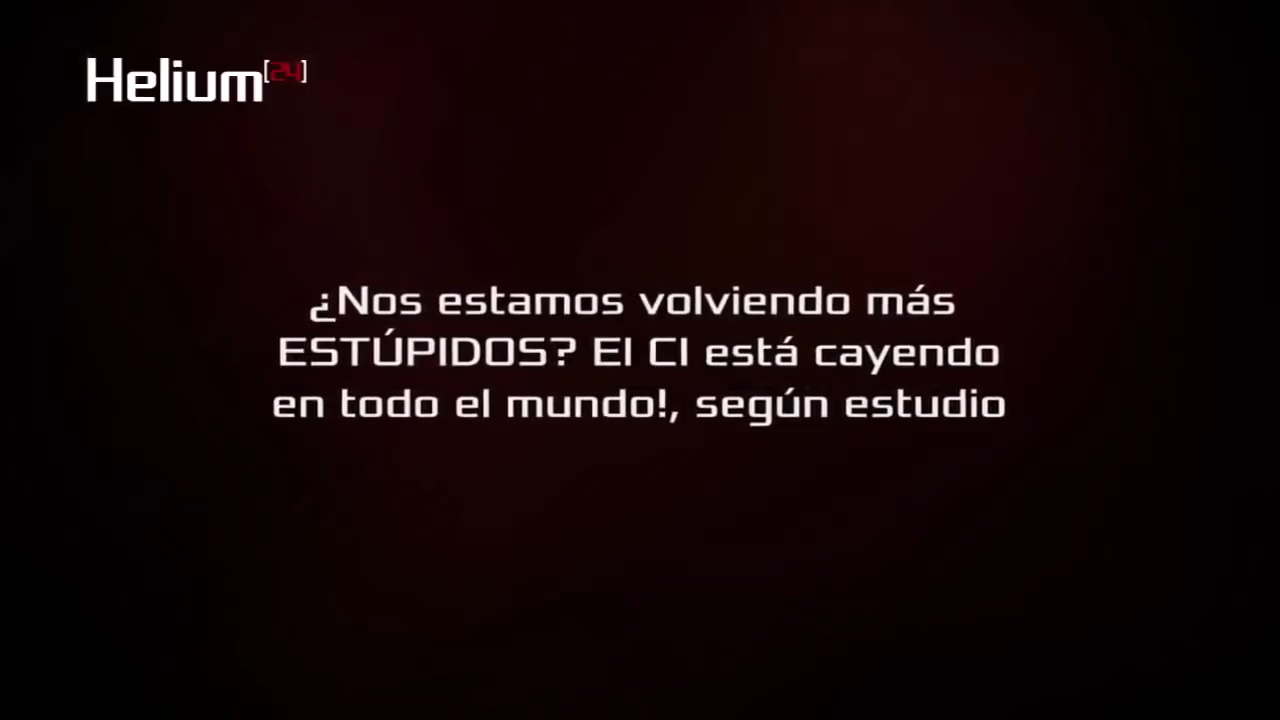 Helium[24]
¿Nos estamos volviendo más
ESTÚPIDOS? El CI está cayendo
en todo el mundo!, según estudio